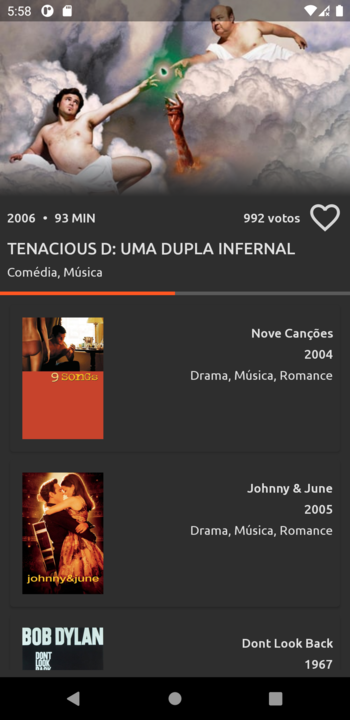 5:58
2006 • 93 MIN
992 votos
TENACIOUS D: UMA DUPLA INFERNAL
Comédia, Música
9 songs
Nove Canções
2004
Drama, Música, Romance
johnny&june
Johnny & June
2005
Drama, Música, Romance
BOB DYLAN
DONT
LOOK
BACK
Dont Look Back
1967